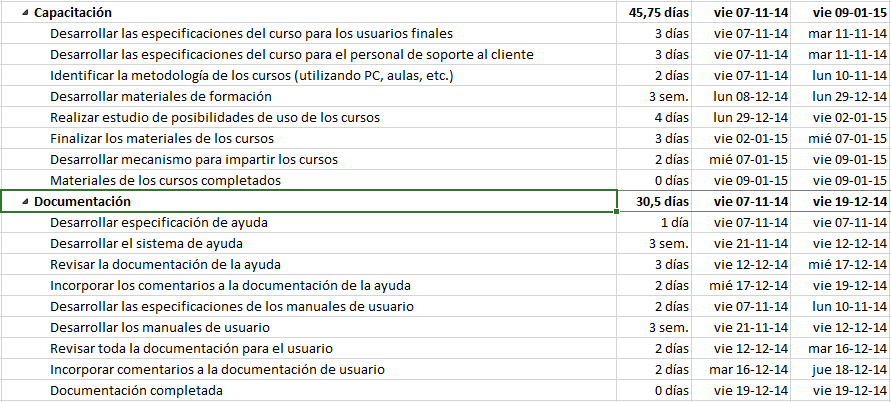 Capacitación 45,75 días vie 07-11-14 vie 09-01-15
Desarrollar las especificaciones del curso para los usuarios finales 3 días vie 07-11-14 mar 11-11-14
Desarrollar las especificaciones del curso para el personal de soporte al cliente 3 días vie 07-11-14 mar 11-11-14
Identificar la metodología de los cursos (utilizando PC, aulas, etc.) 2 días vie 07-11-14 lun 10-11-14
Desarrollar materiales de formación 3 sem. lun 08-12-14 lun 29-12-14
Realizar estudio de posibilidades de uso de los cursos 4 días lun 29-12-14 vie 02-01-15
Finalizar los materiales de los cursos 3 días vie 02-01-15 mié 07-01-15
Desarrollar mecanismo para impartir los cursos 2 días mié 07-01-15 vie 09-01-15
Materiales de los cursos completados 0 días vie 09-01-15 vie 09-01-15
Documentación 30,5 días vie 07-11-14 vie 19-12-14
Desarrollar especificación de ayuda 1 día vie 07-11-14 vie 07-11-14
Desarrollar el sistema de ayuda 3 sem. vie 21-11-14 vie 12-12-14
Revisar la documentación de la ayuda 3 días vie 12-12-14 mié 17-12-14
Incorporar los comentarios a la documentación de la ayuda 2 días mié 17-12-14 vie 19-12-14
Desarrollar las especificaciones de los manuales de usuario 2 días vie 07-11-14 lun 10-11-14
Desarrollar los manuales de usuario 3 sem. vie 21-11-14 vie 12-12-14
Revisar toda la documentación para el usuario 2 días vie 12-12-14 mar 16-12-14
Incorporar comentarios a la documentación de usuario 2 días mar 16-12-14 jue 18-12-14
Documentación completada 0 días vie 19-12-14 vie 19-12-14